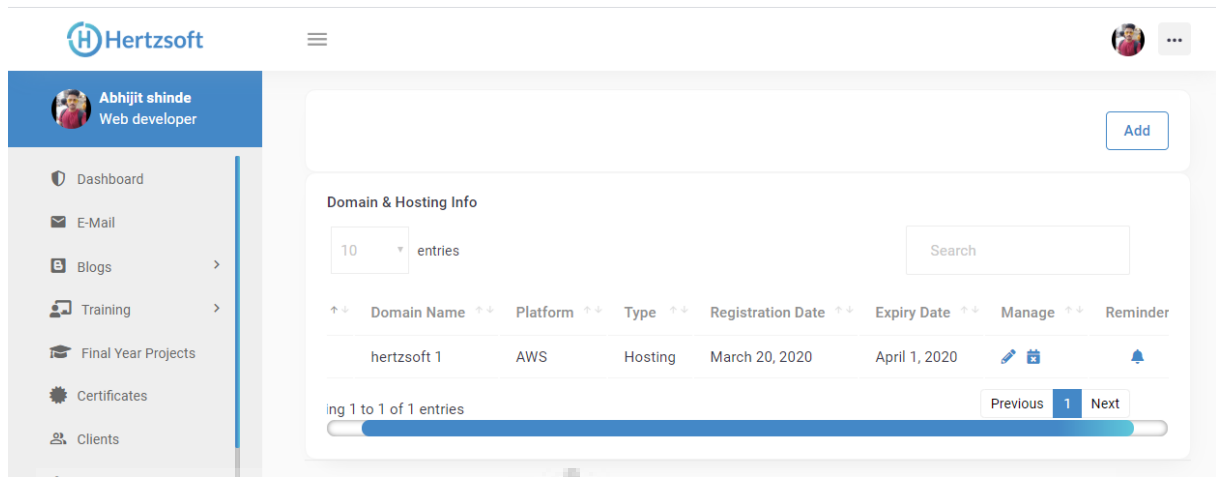 Hertzsoft
Abhijit shinde
Web developer
Dashboard
E-Mail
Blogs
Training
Final Year Projects
Certificates
Clients
Add
Domain & Hosting Info
10 entries
Search
Domain Name Platform Type Registration Date Expiry Date Manage Reminder
hertzsoft 1 AWS Hosting March 20, 2020 April 1, 2020
ing 1 to 1 of 1 entries
Previous 1 Next